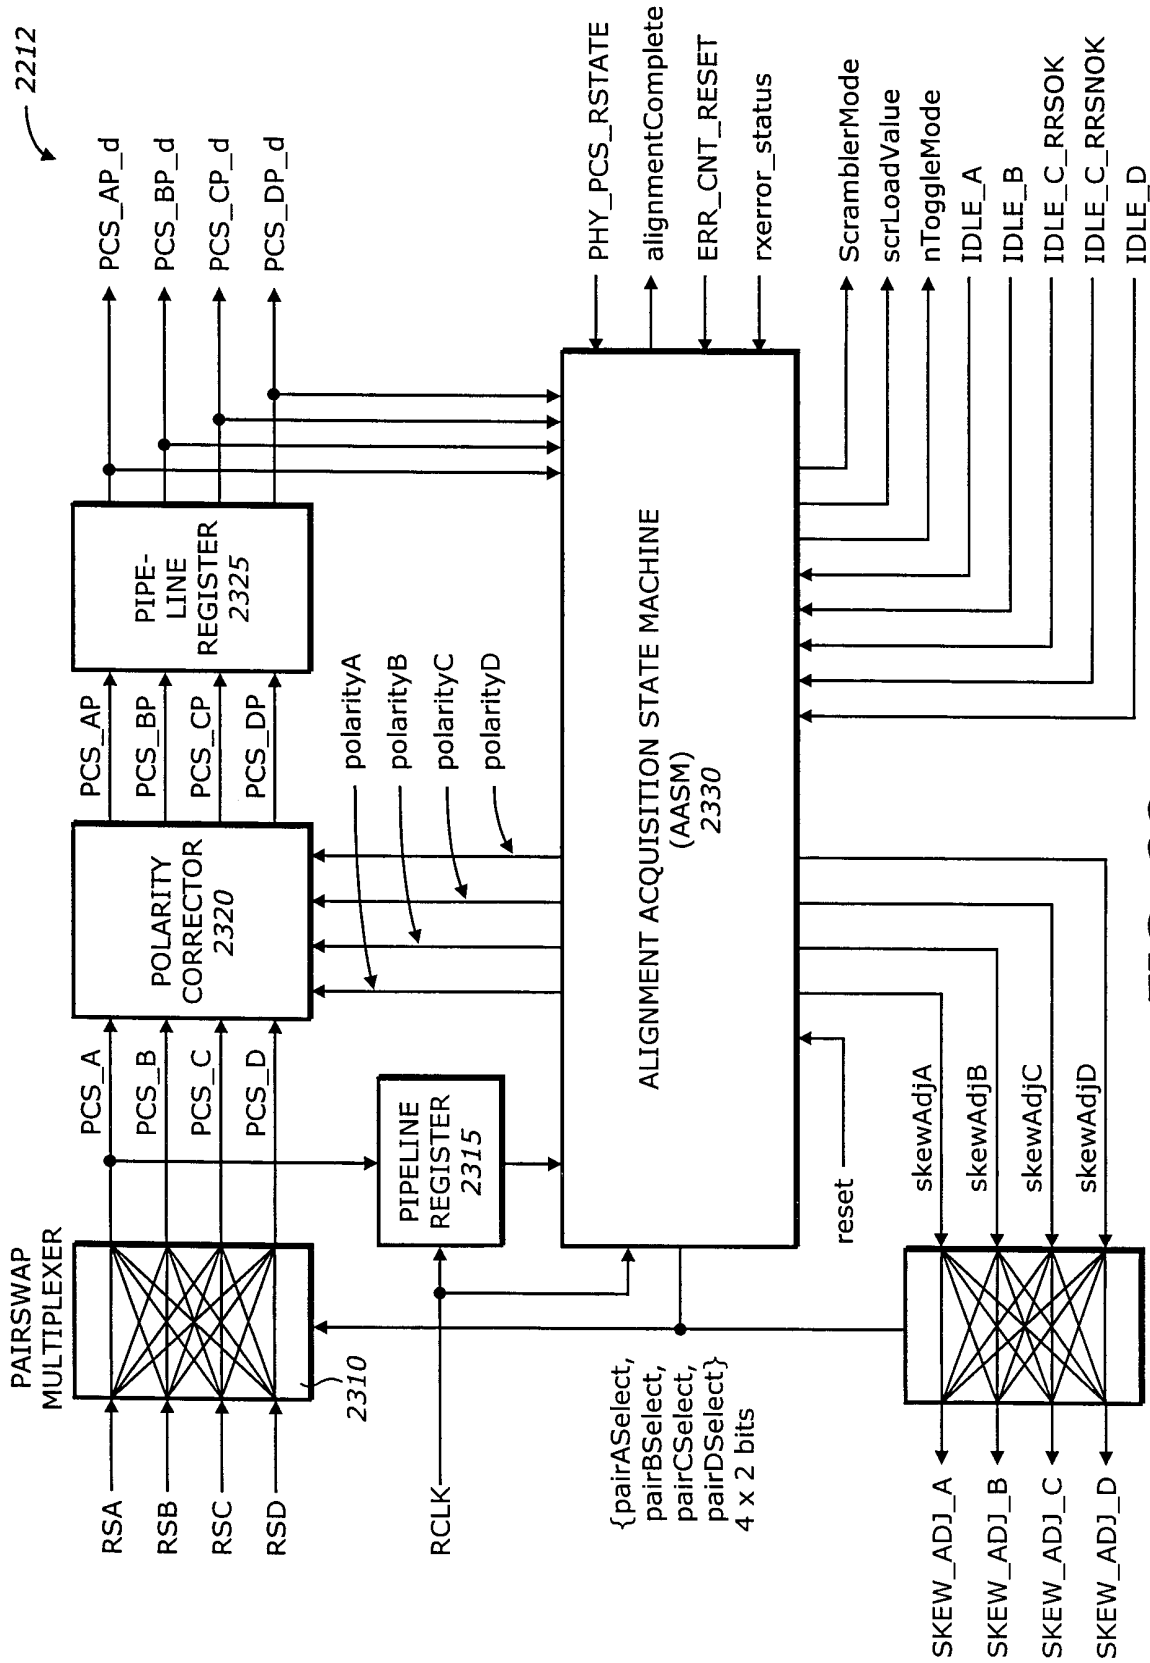 2212
PAIRSWAP
MULTIPLEXER
2310
RSA
RSB
RSC
RSD
PCS_A
PCS_B
PCS_C
PCS_D
POLARITY
CORRECTOR
2320
PCS_AP
PCS_BP
PCS_CP
PCS_DP
PIPE-
LINE
REGISTER
2325
PCS_AP_d
PCS_BP_d
PCS_CP_d
PCS_DP_d
RCLK
PIPELINE
REGISTER
2315
polarityA
polarityB
polarityC
polarityD
{pairASelect,
pairBSelect,
pairCSelect,
pairDSelect}
4 x 2 bits
ALIGNMENT ACQUISITION STATE MACHINE
(AASM)
2330
PHY_PCS_RSTATE
alignmentComplete
ERR_CNT_RESET
rxerror_status
ScramblerMode
scrLoadValue
nToggleMode
IDLE_A
IDLE_B
IDLE_C_RRSOK
IDLE_C_RRSNOK
IDLE_D
reset
skewAdjA
skewAdjB
skewAdjC
skewAdjD
SKEW_ADJ_A
SKEW_ADJ_B
SKEW_ADJ_C
SKEW_ADJ_D